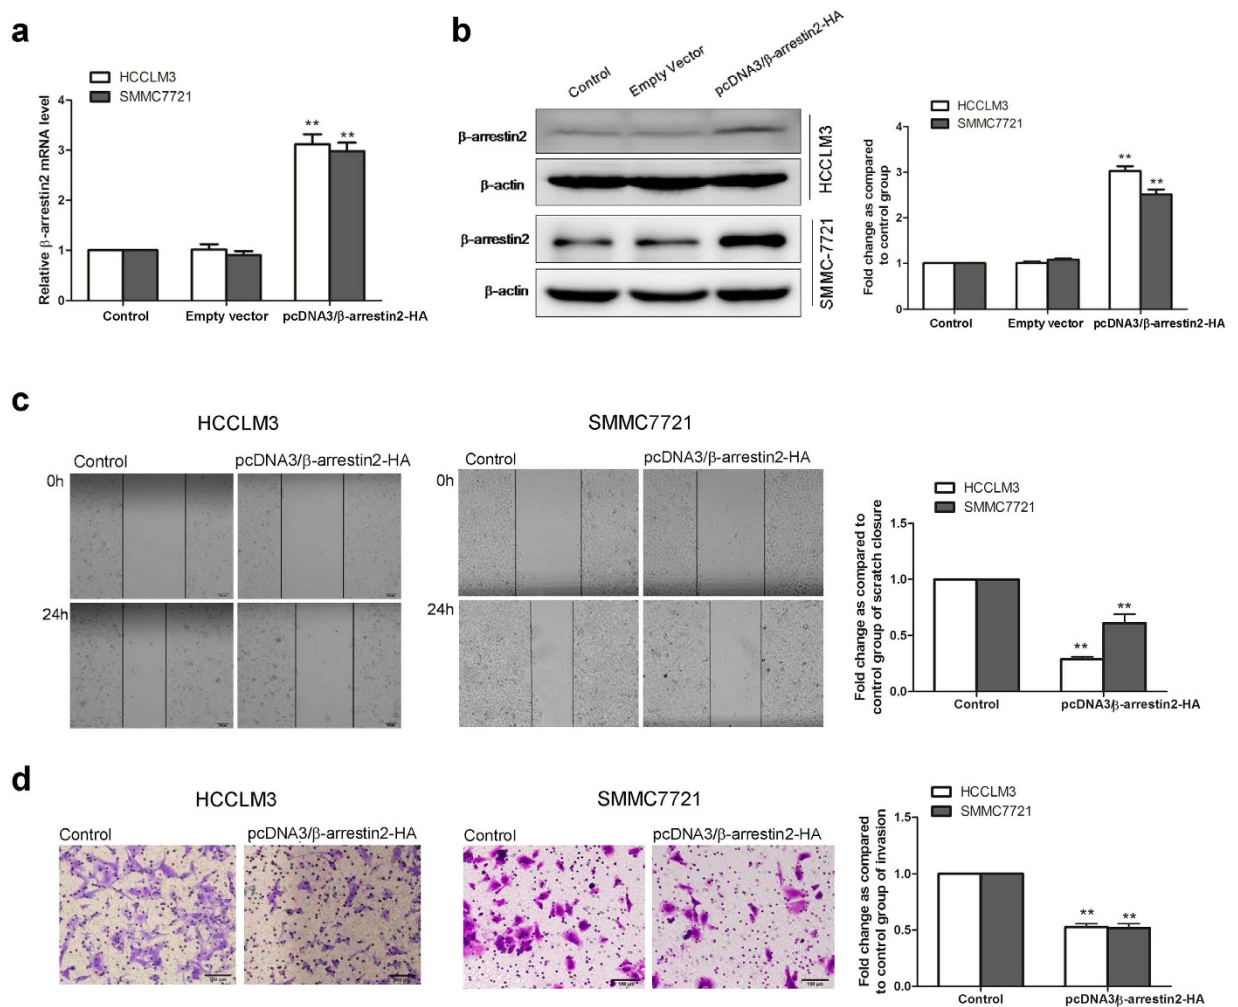 a
HCCLM3
SMMC7721
Relative β-arrestin2 mRNA level
4
3
2
1
0
Control
Empty vector
pcDNA3/β-arrestin2-HA
**
**
b
Control
Empty Vector
pcDNA3/β-arrestin2-HA
β-arrestin2
β-actin
HCCLM3
β-arrestin2
β-actin
SMMC-7721
HCCLM3
SMMC7721
Fold change as compared
to control group
4
3
2
1
0
**
**
Control
Empty vector
pcDNA3/β-arrestin2-HA
c
HCCLM3
Control
pcDNA3/β-arrestin2-HA
0h
24h
SMMC7721
Control
pcDNA3/β-arrestin2-HA
0h
24h
HCCLM3
SMMC7721
Fold change as compared to
control group of scratch closure
1.5
1.0
0.5
0.0
**
**
Control
pcDNA3/β-arrestin2-HA
d
HCCLM3
Control
pcDNA3/β-arrestin2-HA
SMMC7721
Control
pcDNA3/β-arrestin2-HA
100 μm
HCCLM3
SMMC7721
Fold change as compared
to control group of invasion
1.5
1.0
0.5
0.0
**
**
Control
pcDNA3/β-arrestin2-HA